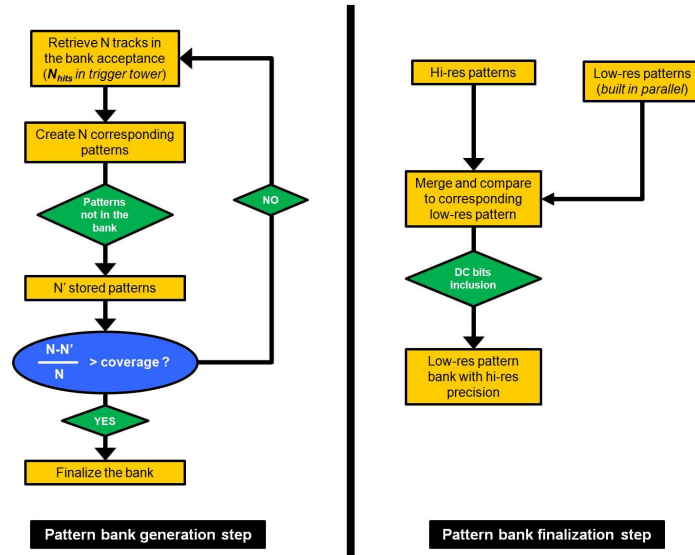 Retrieve N tracks in
the bank acceptance
(N hits in trigger tower)
Create N corresponding
patterns
Patterns
not in the
bank
NO
N' stored patterns
N-N'
N
> coverage ?
YES
Finalize the bank
Pattern bank generation step
Hi-res patterns
Low-res patterns
(built in parallel)
Merge and compare
to corresponding
low-res pattern
DC bits
inclusion
Low-res pattern
bank with hi-res
precision
Pattern bank finalization step